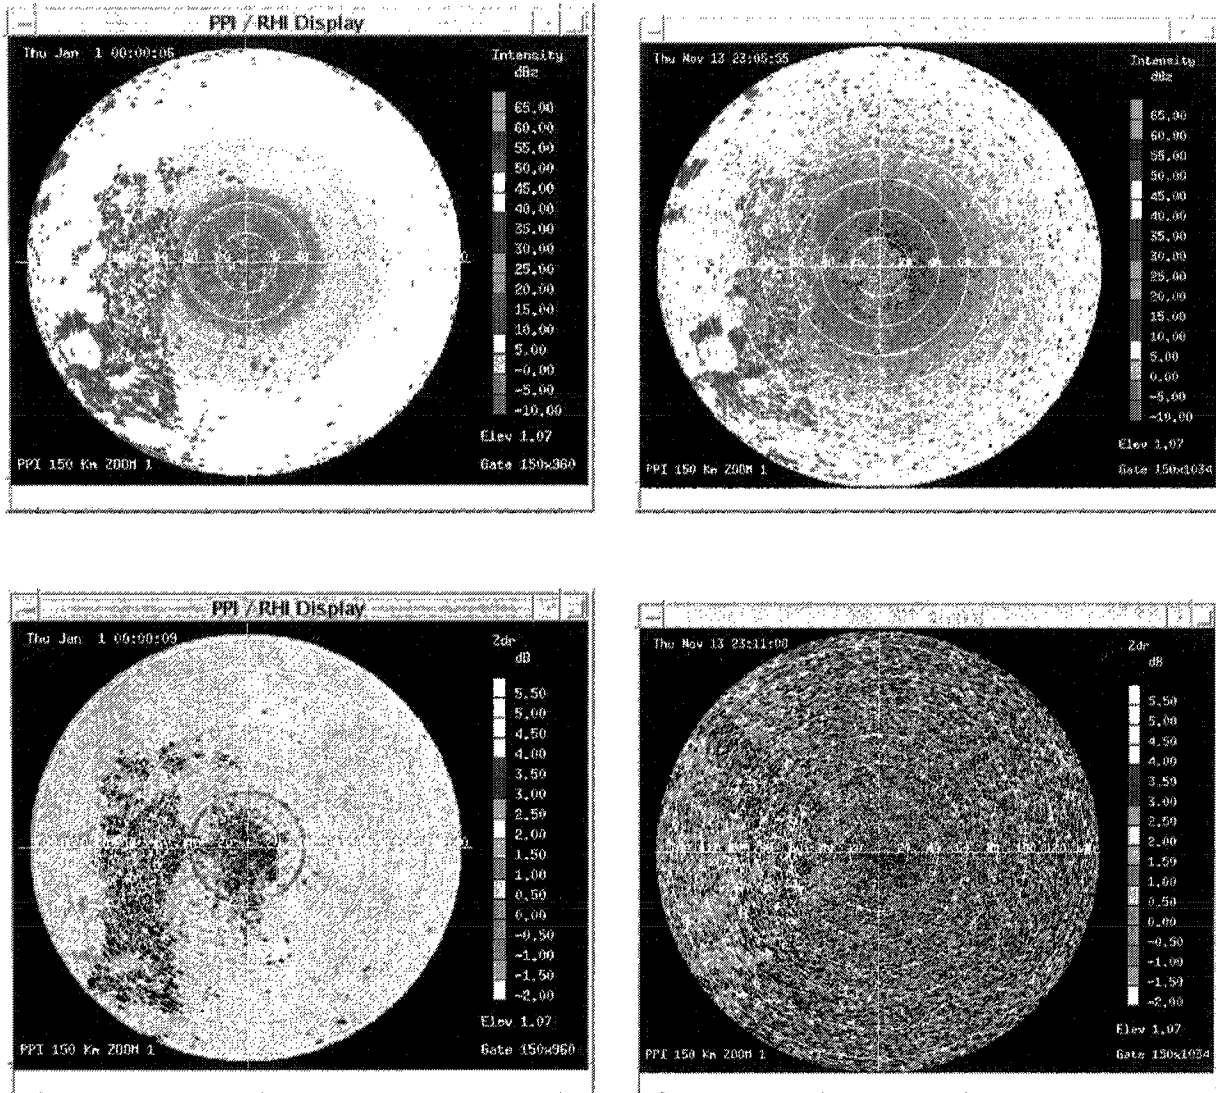 PPI / RHI Display
Thu Jan 1 00:00:06
Intensity
dBz
65.00
60.00
55.00
50.00
45.00
40.00
35.00
30.00
25.00
20.00
15.00
10.00
5.00
-0.00
-5.00
-10.00
Elev 1.07
PPI 150 Km ZOOM 1
Gate 150x960
Thu Nov 13 23:05:55
Intensity
dBz
65.00
60.00
55.00
50.00
45.00
40.00
35.00
30.00
25.00
20.00
15.00
10.00
5.00
0.00
-5.00
-10.00
Elev 1.07
PPI 150 Km ZOOM 1
Gate 150x1034
PPI / RHI Display
Thu Jan 1 00:00:09
Zdr
dB
5.50
5.00
4.50
4.00
3.50
3.00
2.50
2.00
1.50
1.00
0.50
0.00
-0.50
-1.00
-1.50
-2.00
Elev 1.07
PPI 150 Km ZOOM 1
Gate 150x960
Thu Nov 13 23:11:00
Zdr
dB
5.50
5.00
4.50
4.00
3.50
3.00
2.50
2.00
1.50
1.00
0.50
0.00
-0.50
-1.00
-1.50
-2.00
Elev 1.07
PPI 150 Km ZOOM 1
Gate 150x1034